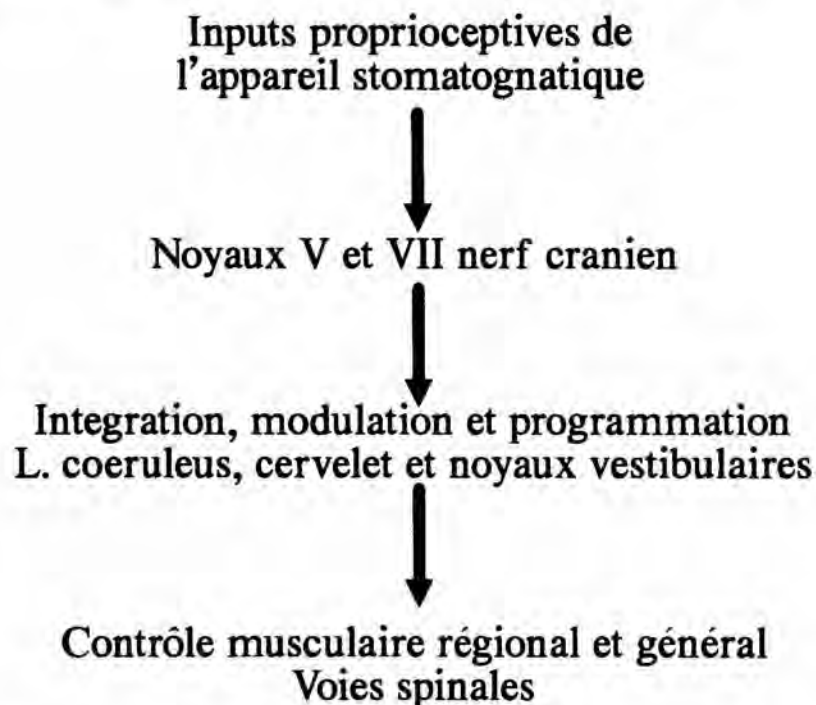 Inputs proprioceptives de
l'appareil stomatognatique
Noyaux V et VII nerf cranien
Integration, modulation et programmation
L. coeruleus, cervelet et noyaux vestibulaires
Contrôle musculaire régional et général
Voies spinales